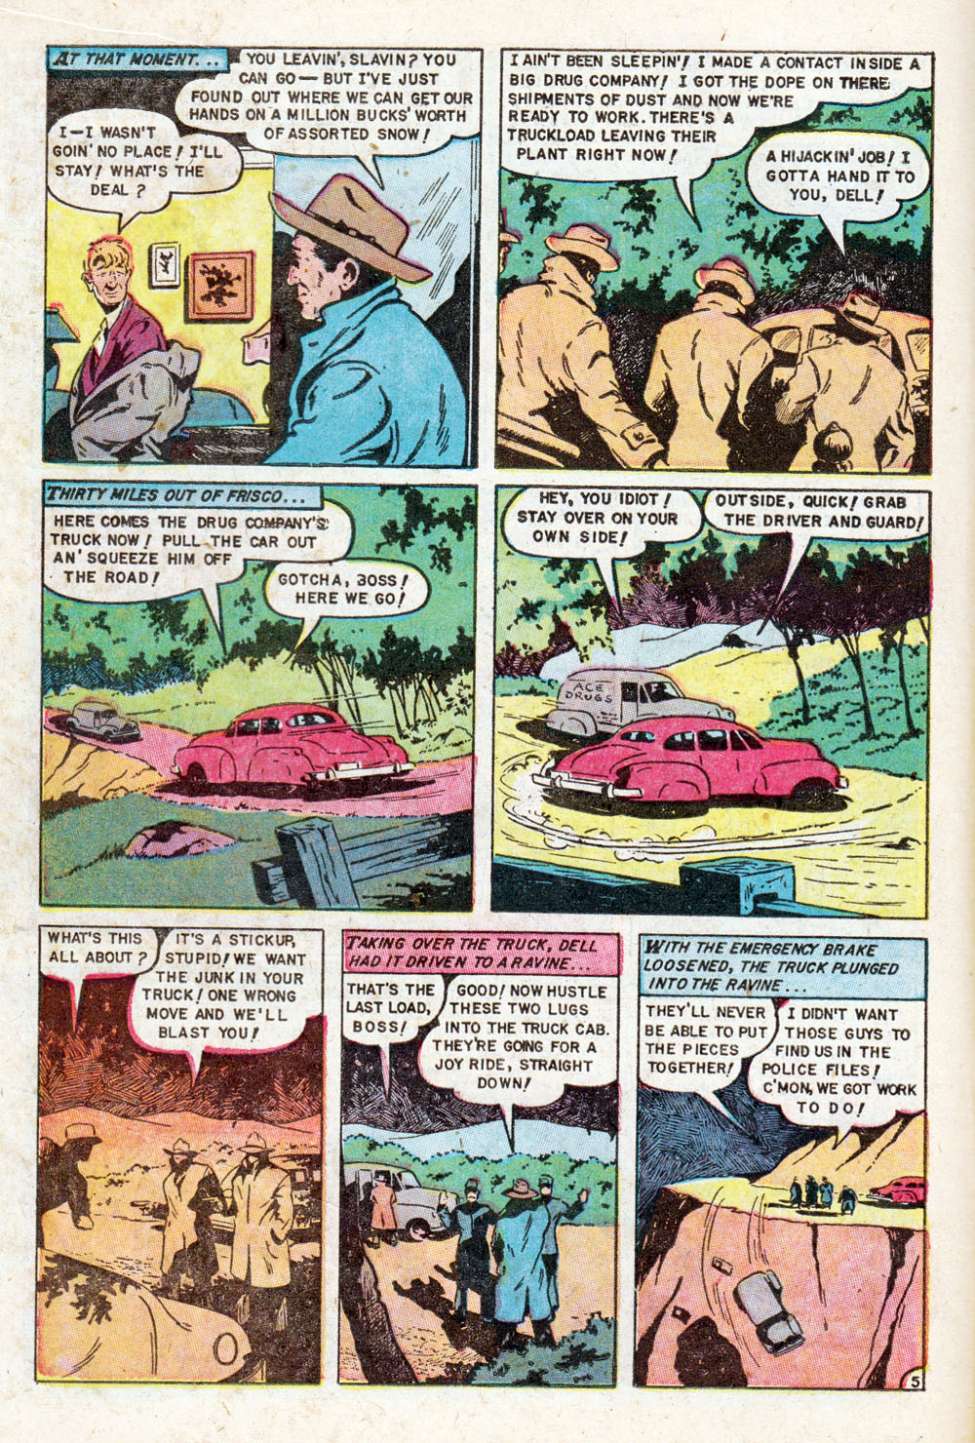 AT THAT MOMENT...
YOU LEAVIN', SLAVIN? YOU
CAN GO — BUT I'VE JUST
FOUND OUT WHERE WE CAN GET OUR
HANDS ON A MILLION BUCKS' WORTH
OF ASSORTED SNOW!
I—I WASN'T
GOIN' NO PLACE! I'LL
STAY! WHAT'S THE
DEAL?
I AIN'T BEEN SLEEPIN'! I MADE A CONTACT INSIDE A
BIG DRUG COMPANY! I GOT THE DOPE ON THERE
SHIPMENTS OF DUST AND NOW WE'RE
READY TO WORK. THERE'S A
TRUCKLOAD LEAVING THEIR
PLANT RIGHT NOW!
A HIJACKIN' JOB! I
GOTTA HAND IT TO
YOU, DELL!
THIRTY MILES OUT OF FRISCO...
HERE COMES THE DRUG COMPANY'S
TRUCK NOW! PULL THE CAR OUT
AN' SQUEEZE HIM OFF
THE ROAD!
GOTCHA, BOSS!
HERE WE GO!
HEY, YOU IDIOT!
STAY OVER ON YOUR
OWN SIDE!
OUTSIDE, QUICK! GRAB
THE DRIVER AND GUARD!
ACE
DRUGS
WHAT'S THIS
ALL ABOUT?
IT'S A STICKUP,
STUPID! WE WANT
THE JUNK IN YOUR
TRUCK! ONE WRONG
MOVE AND WE'LL
BLAST YOU!
TAKING OVER THE TRUCK, DELL
HAD IT DRIVEN TO A RAVINE...
THAT'S THE
LAST LOAD,
BOSS!
GOOD! NOW HUSTLE
THESE TWO LUGS
INTO THE TRUCK CAB.
THEY'RE GOING FOR A
JOY RIDE, STRAIGHT
DOWN!
WITH THE EMERGENCY BRAKE
LOOSENED, THE TRUCK PLUNGED
INTO THE RAVINE...
THEY'LL NEVER
BE ABLE TO PUT
THE PIECES
TOGETHER!
I DIDN'T WANT
THOSE GUYS TO
FIND US IN THE
POLICE FILES!
C'MON, WE GOT WORK
TO DO!
5